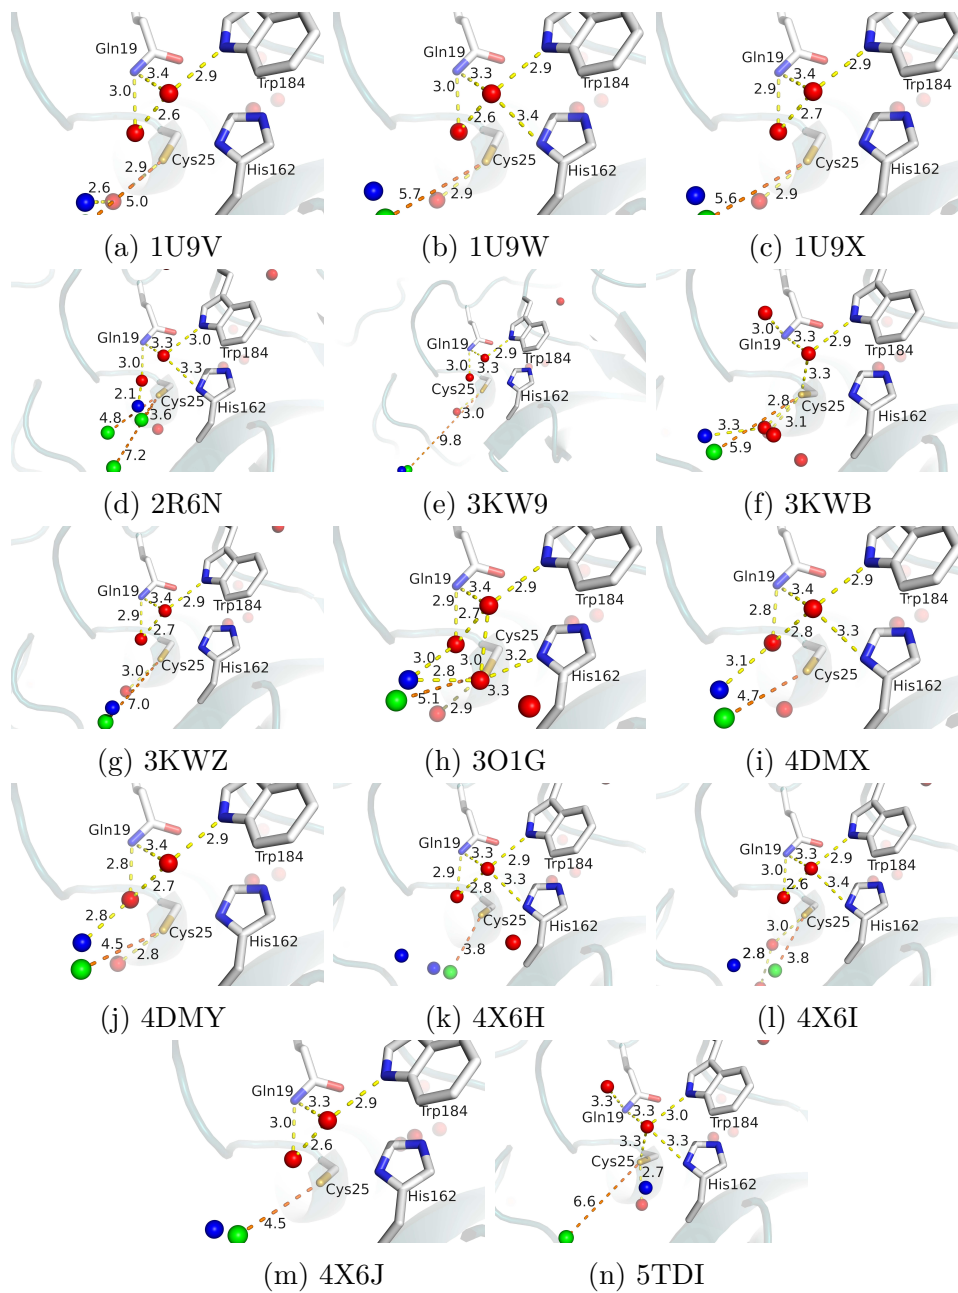 Gln19 3.4 2.9 Trp184
3.0
2.6
Cys25
2.9 His162
2.6
5.0
(a) 1U9V
Gln19 3.3 2.9 Trp184
3.0
2.6 3.4
Cys25
His162
5.7 2.9
(b) 1U9W
Gln19 3.4 2.9 Trp184
2.9
2.7
Cys25
His162
5.6 2.9
(c) 1U9X
Gln19 3.3 3.0 Trp184
3.0 3.3
2.1 Cys25
4.8 3.6 His162
7.2
(d) 2R6N
Gln19 2.9 Trp184
3.0 3.3
Cys25 His162
3.0
9.8
(e) 3KW9
3.0
Gln19 3.3 2.9 Trp184
3.3
2.8 Cys25
3.3 3.1 His162
5.9
(f) 3KWB
Gln19 3.4 2.9 Trp184
2.9
2.7
Cys25
3.0 His162
7.0
(g) 3KWZ
Gln19 3.4 2.9 Trp184
2.9
2.7 Cys25
3.0 3.0 3.2
2.8 His162
5.1 3.3
2.9
(h) 3O1G
Gln19 3.4 2.9 Trp184
2.8
2.8 3.3
3.1 Cys25
His162
4.7
(i) 4DMX
Gln19 3.4 2.9 Trp184
2.8
2.7
2.8 Cys25
4.5 His162
2.8
(j) 4DMY
Gln19 3.3 2.9 Trp184
2.9
2.8 3.3
Cys25
His162
3.8
(k) 4X6H
Gln19 3.3 2.9 Trp184
3.0
2.6 3.4
Cys25
3.0 His162
2.8 3.8
(l) 4X6I
Gln19 3.3 2.9 Trp184
3.0
2.6
Cys25 His162
4.5
(m) 4X6J
3.3
Gln19 3.3 3.0 Trp184
3.3 3.3
Cys25
2.7 His162
6.6
(n) 5TDI